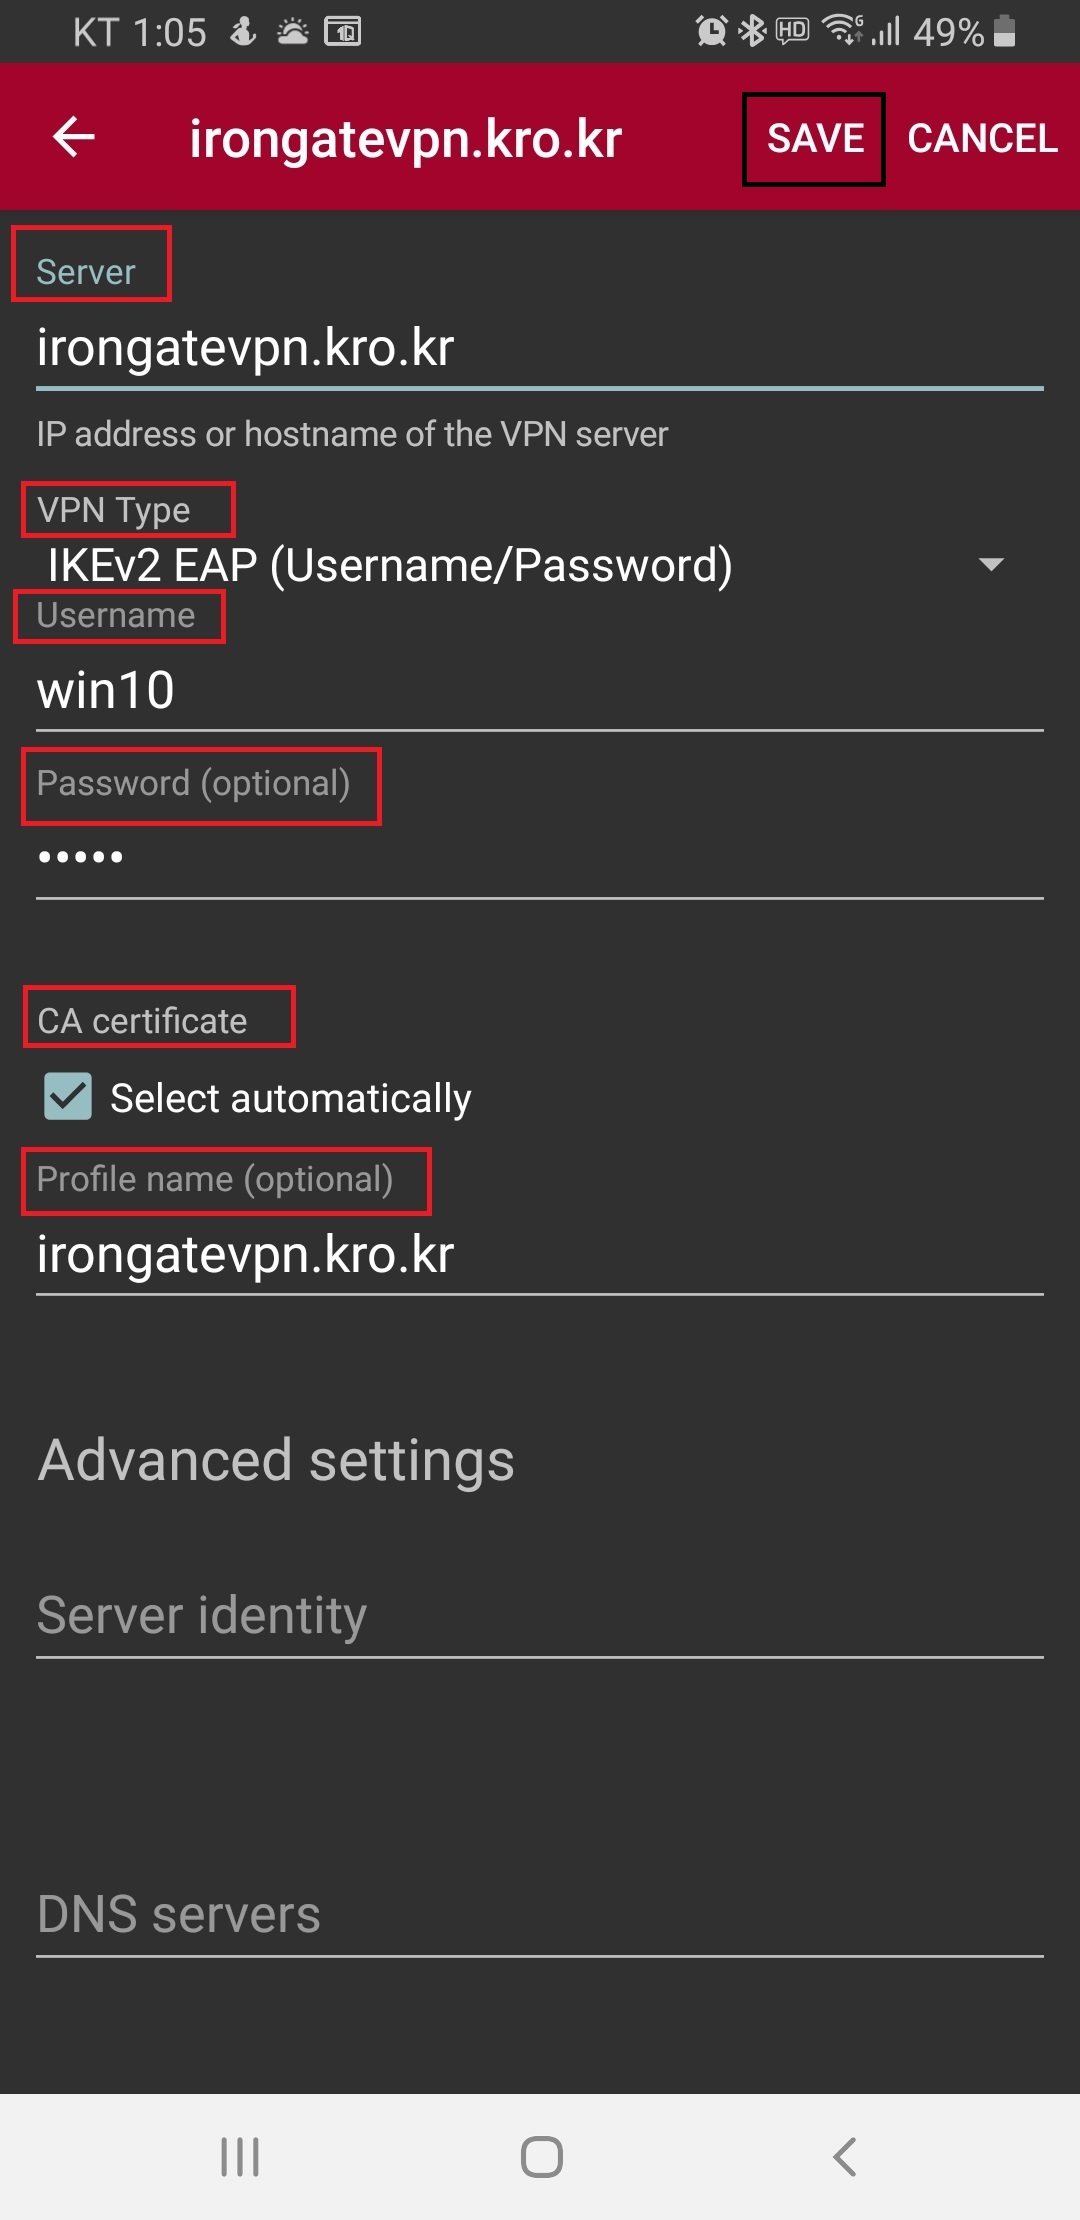 KT 1:05 HD G 49%
irongatevpn.kro.kr SAVE CANCEL
Server
irongatevpn.kro.kr
IP address or hostname of the VPN server
VPN Type
IKEv2 EAP (Username/Password)
Username
win10
Password (optional)
•••••
CA certificate
Select automatically
Profile name (optional)
irongatevpn.kro.kr
Advanced settings
Server identity
DNS servers